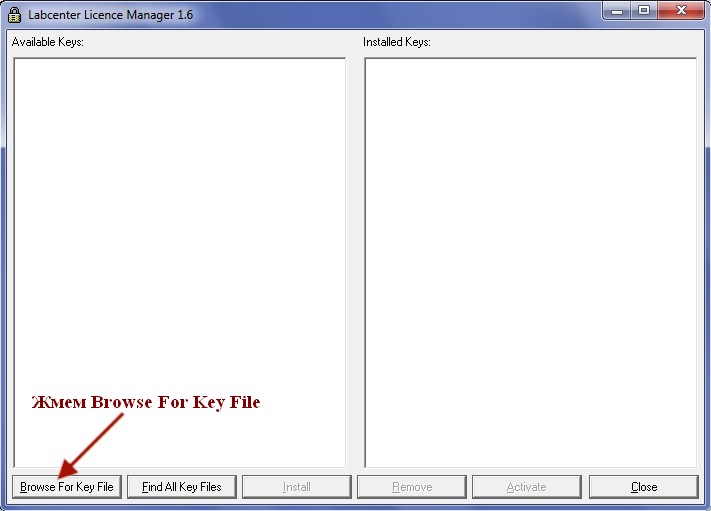 Labcenter Licence Manager 1.6
Available Keys:
Installed Keys:
Жмем Browse For Key File
Browse For Key File
Find All Key Files
Install
Remove
Activate
Close